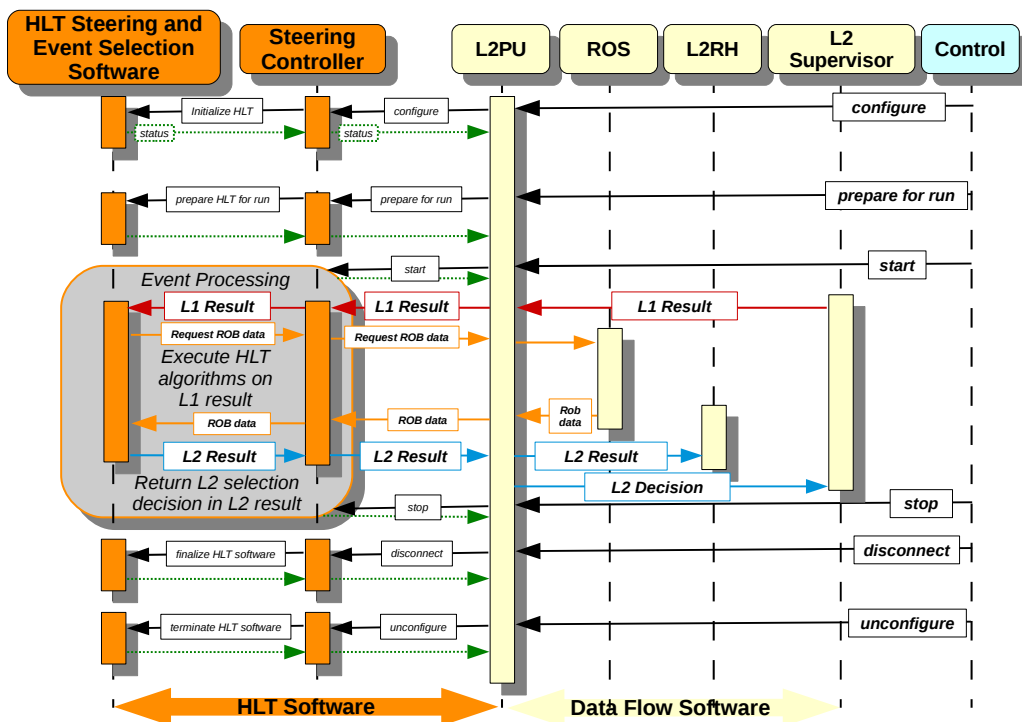 HLT Steering and
Event Selection
Software
Steering
Controller
L2PU
ROS
L2RH
L2
Supervisor
Control
Initialize HLT
configure
configure
status
status
prepare HLT for run
prepare for run
prepare for run
start
start
Event Processing
L1 Result
L1 Result
L1 Result
Request ROB data
Request ROB data
Execute HLT
algorithms on
L1 result
ROB data
ROB data
Rob
data
L2 Result
L2 Result
L2 Result
Return L2 selection
decision in L2 result
L2 Decision
stop
stop
finalize HLT software
disconnect
disconnect
terminate HLT software
unconfigure
unconfigure
HLT Software
Data Flow Software